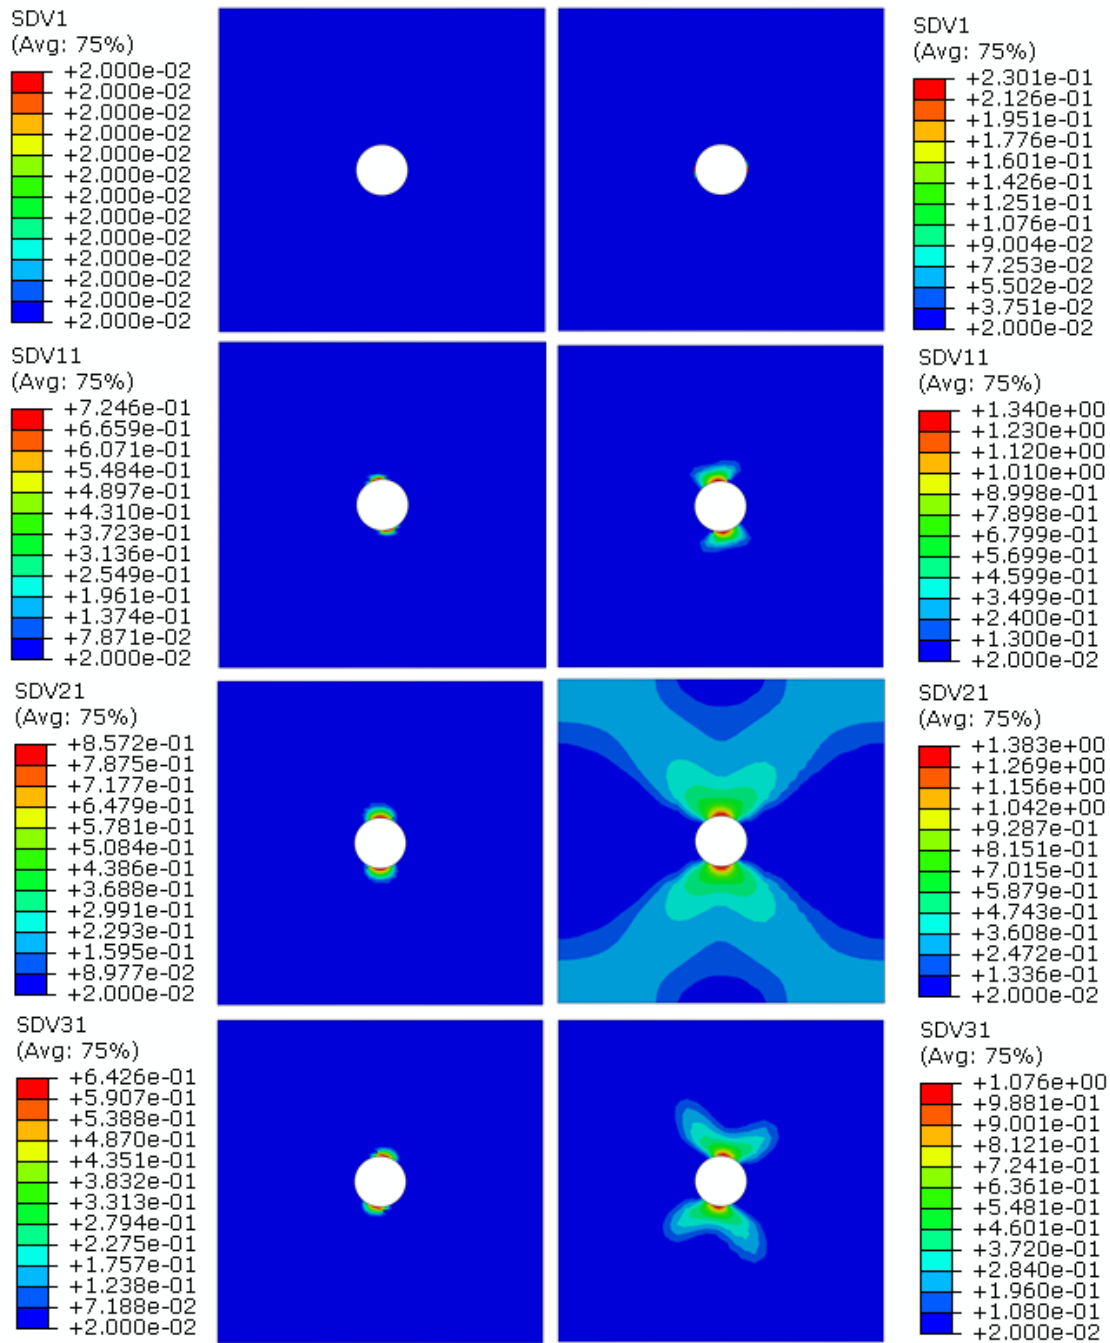 SDV1
(Avg: 75%)
+2.000e-02
+2.000e-02
+2.000e-02
+2.000e-02
+2.000e-02
+2.000e-02
+2.000e-02
+2.000e-02
+2.000e-02
+2.000e-02
+2.000e-02
+2.000e-02
+2.000e-02
SDV1
(Avg: 75%)
+2.301e-01
+2.126e-01
+1.951e-01
+1.776e-01
+1.601e-01
+1.426e-01
+1.251e-01
+1.076e-01
+9.004e-02
+7.253e-02
+5.502e-02
+3.751e-02
+2.000e-02
SDV11
(Avg: 75%)
+7.246e-01
+6.659e-01
+6.071e-01
+5.484e-01
+4.897e-01
+4.310e-01
+3.723e-01
+3.136e-01
+2.549e-01
+1.961e-01
+1.374e-01
+7.871e-02
+2.000e-02
SDV11
(Avg: 75%)
+1.340e+00
+1.230e+00
+1.120e+00
+1.010e+00
+8.998e-01
+7.898e-01
+6.799e-01
+5.699e-01
+4.599e-01
+3.499e-01
+2.400e-01
+1.300e-01
+2.000e-02
SDV21
(Avg: 75%)
+8.572e-01
+7.875e-01
+7.177e-01
+6.479e-01
+5.781e-01
+5.084e-01
+4.386e-01
+3.688e-01
+2.991e-01
+2.293e-01
+1.595e-01
+8.977e-02
+2.000e-02
SDV21
(Avg: 75%)
+1.383e+00
+1.269e+00
+1.156e+00
+1.042e+00
+9.287e-01
+8.151e-01
+7.015e-01
+5.879e-01
+4.743e-01
+3.608e-01
+2.472e-01
+1.336e-01
+2.000e-02
SDV31
(Avg: 75%)
+6.426e-01
+5.907e-01
+5.388e-01
+4.870e-01
+4.351e-01
+3.832e-01
+3.313e-01
+2.794e-01
+2.275e-01
+1.757e-01
+1.238e-01
+7.188e-02
+2.000e-02
SDV31
(Avg: 75%)
+1.076e+00
+9.881e-01
+9.001e-01
+8.121e-01
+7.241e-01
+6.361e-01
+5.481e-01
+4.601e-01
+3.720e-01
+2.840e-01
+1.960e-01
+1.080e-01
+2.000e-02